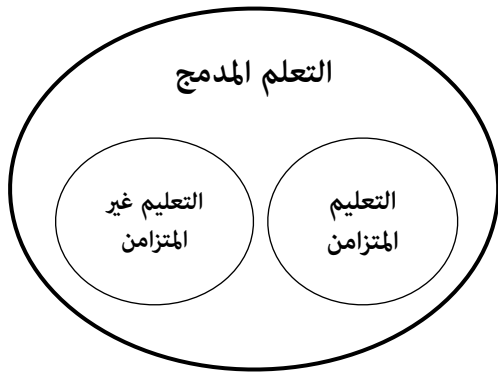 التعلم المدمج
التعليم
المتزامن
التعليم غير
المتزامن